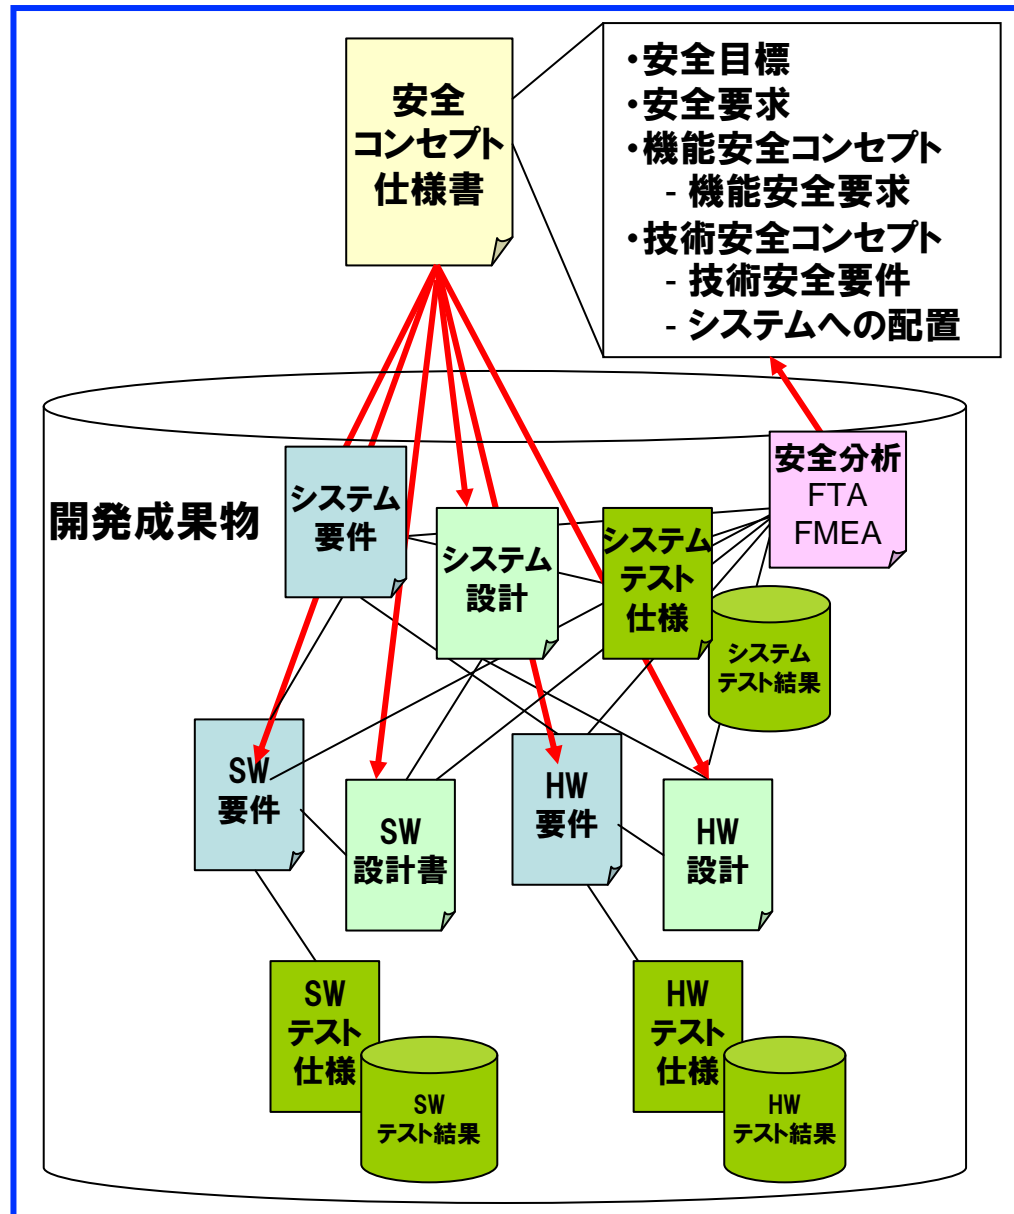 安全
コンセプト
仕様書
・安全目標
・安全要求
・機能安全コンセプト
- 機能安全要求
・技術安全コンセプト
- 技術安全要件
- システムへの配置
開発成果物
システム
要件
システム
設計
システム
テスト
仕様
安全分析
FTA
FMEA
システム
テスト結果
SW
要件
SW
設計書
HW
要件
HW
設計
SW
テスト
仕様
SW
テスト結果
HW
テスト
仕様
HW
テスト結果